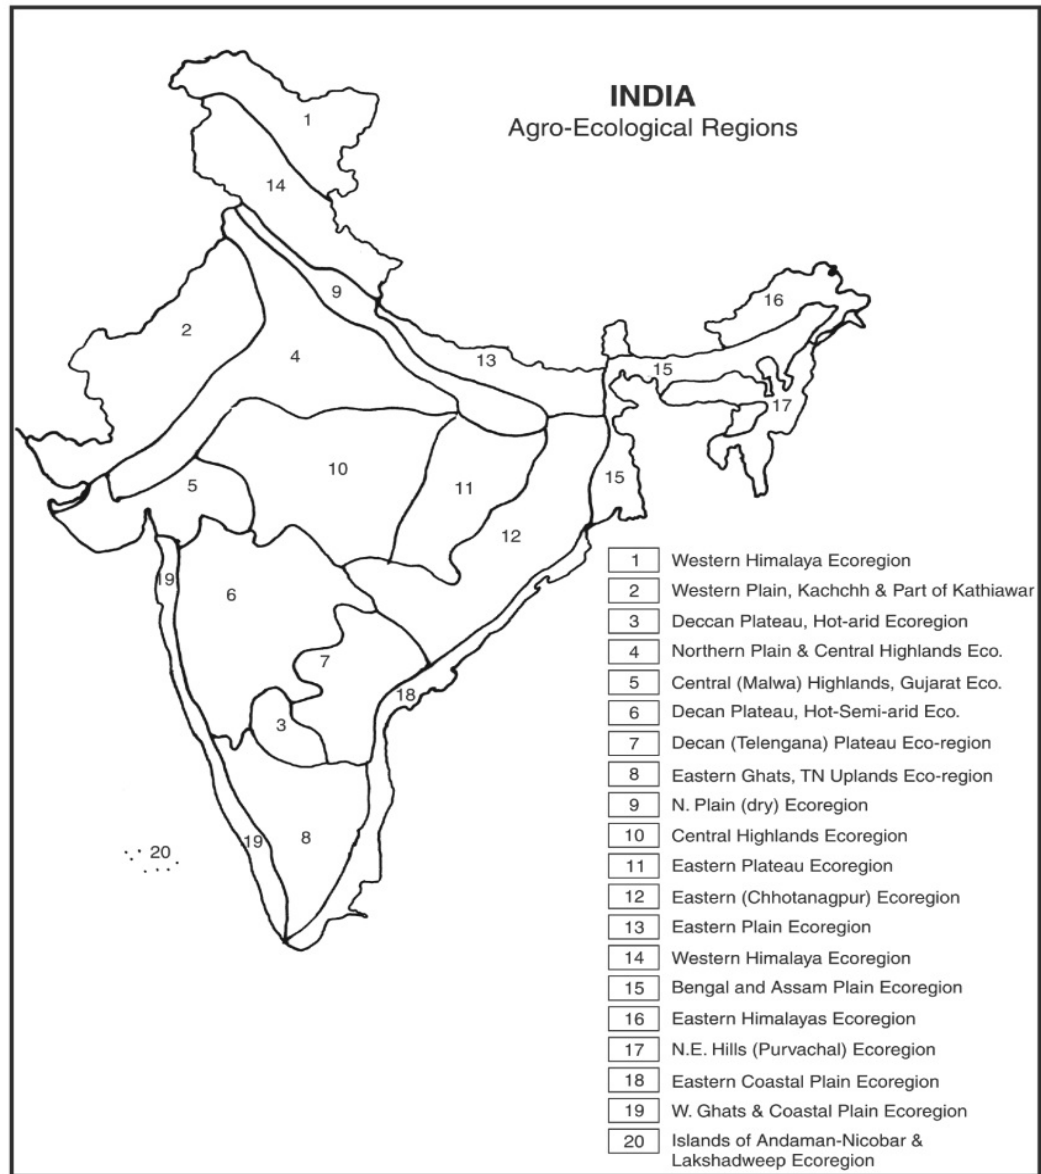 INDIA
Agro-Ecological Regions
1
14
9
2
4
13
16
15
17
10
5
11
15
12
19
6
7
18
3
8
19
20
1 Western Himalaya Ecoregion
2 Western Plain, Kachchh & Part of Kathiawar
3 Deccan Plateau, Hot-arid Ecoregion
4 Northern Plain & Central Highlands Eco.
5 Central (Malwa) Highlands, Gujarat Eco.
6 Decan Plateau, Hot-Semi-arid Eco.
7 Decan (Telengana) Plateau Eco-region
8 Eastern Ghats, TN Uplands Eco-region
9 N. Plain (dry) Ecoregion
10 Central Highlands Ecoregion
11 Eastern Plateau Ecoregion
12 Eastern (Chhotanagpur) Ecoregion
13 Eastern Plain Ecoregion
14 Western Himalaya Ecoregion
15 Bengal and Assam Plain Ecoregion
16 Eastern Himalayas Ecoregion
17 N.E. Hills (Purvachal) Ecoregion
18 Eastern Coastal Plain Ecoregion
19 W. Ghats & Coastal Plain Ecoregion
20 Islands of Andaman-Nicobar &
Lakshadweep Ecoregion